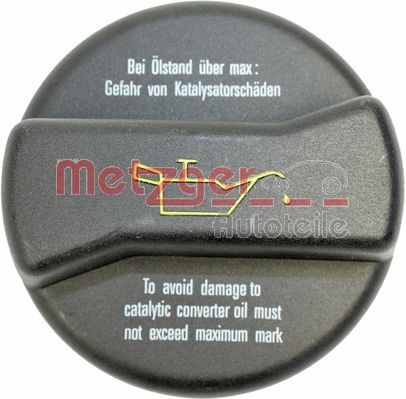 Bei Ölstand über max:
Gefahr von Katalysatorschäden
Metzger
Autoteile
To avoid damage to
catalytic converter oil must
not exceed maximum mark